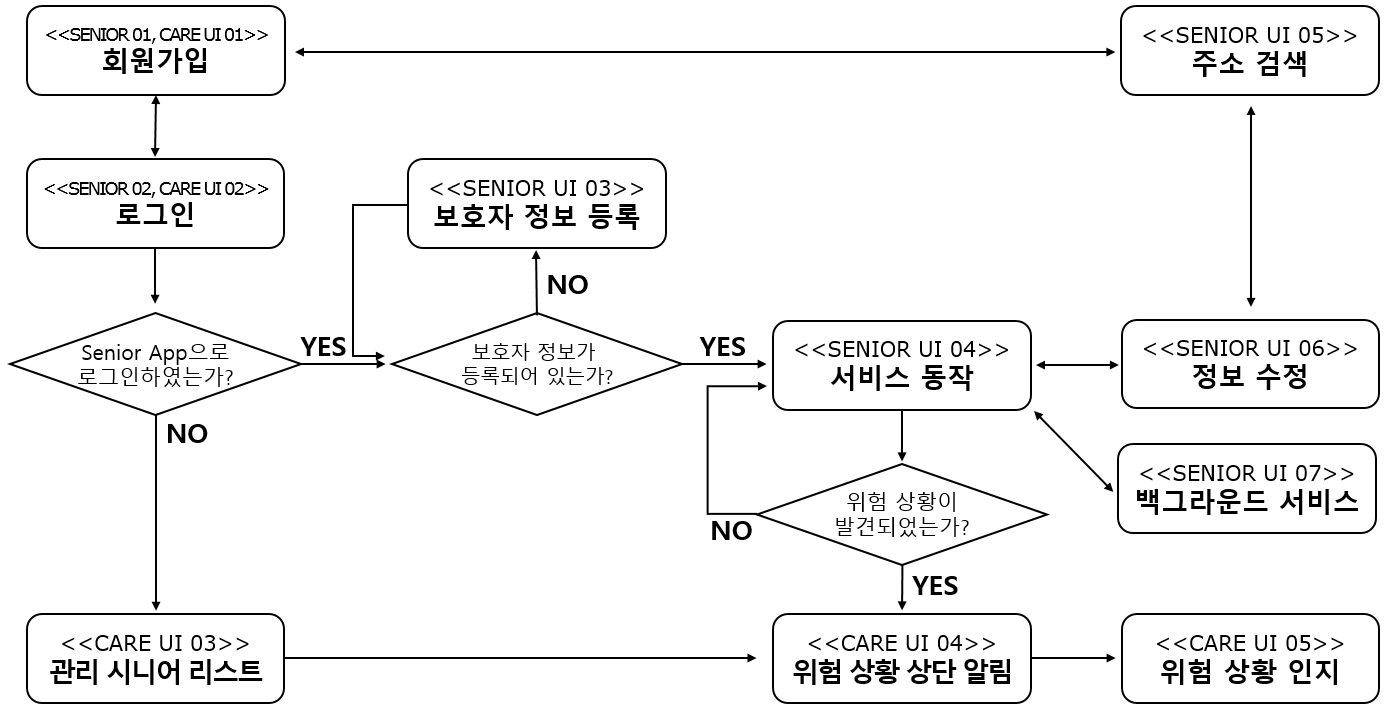 <<SENIOR 01, CARE UI 01>>
회원가입
<<SENIOR UI 05>>
주소 검색
<<SENIOR 02, CARE UI 02>>
로그인
<<SENIOR UI 03>>
보호자 정보 등록
NO
Senior App으로
로그인하였는가?
YES
보호자 정보가
등록되어 있는가?
YES
<<SENIOR UI 04>>
서비스 동작
<<SENIOR UI 06>>
정보 수정
NO
<<SENIOR UI 07>>
백그라운드 서비스
위험 상황이
발견되었는가?
NO
YES
<<CARE UI 03>>
관리 시니어 리스트
<<CARE UI 04>>
위험 상황 상단 알림
<<CARE UI 05>>
위험 상황 인지